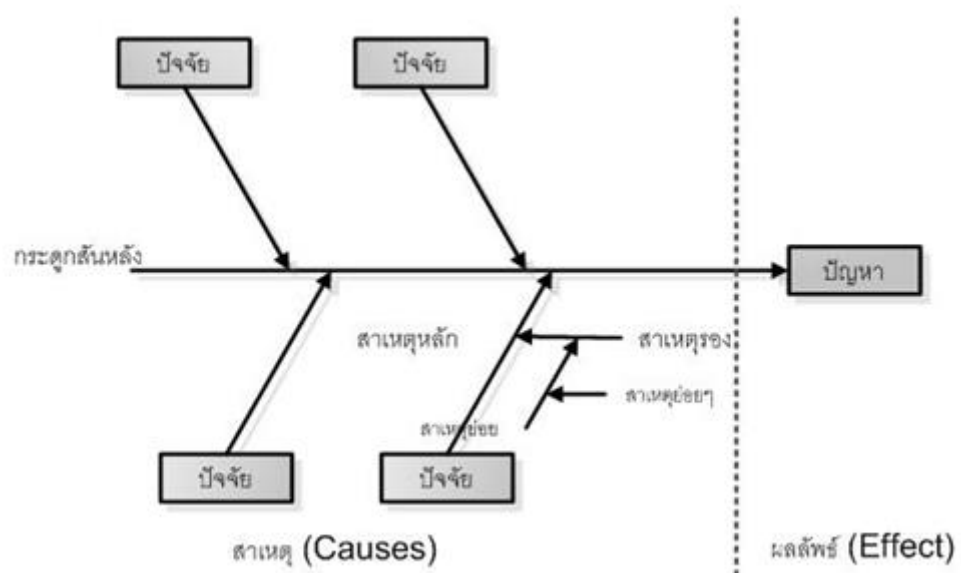 ปัจจัย
ปัจจัย
กระดูกสันหลัง
ปัญหา
สาเหตุหลัก
สาเหตุรอง
สาเหตุย่อยๆ
สาเหตุย่อย
ปัจจัย
ปัจจัย
สาเหตุ (Causes)
ผลลัพธ์ (Effect)